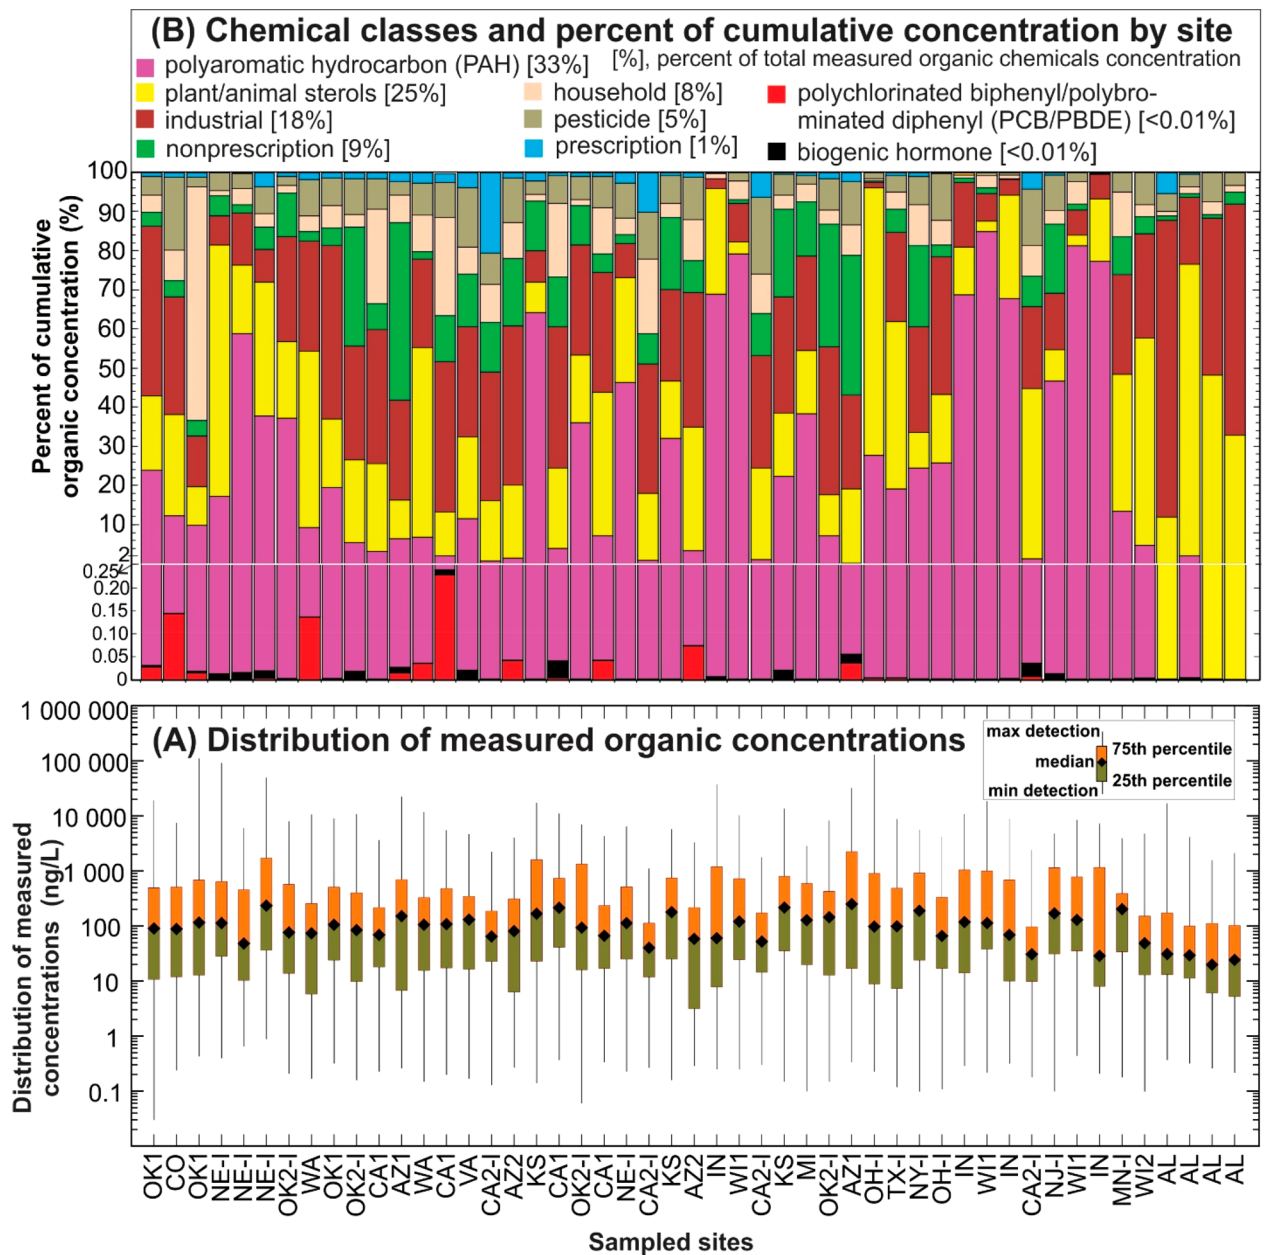 (B) Chemical classes and percent of cumulative concentration by site
polyaromatic hydrocarbon (PAH) [33%]
[%], percent of total measured organic chemicals concentration
plant/animal sterols [25%]
household [8%]
polychlorinated biphenyl/polybro-
industrial [18%]
pesticide [5%]
minated diphenyl (PCB/PBDE) [<0.01%]
nonprescription [9%]
prescription [1%]
biogenic hormone [<0.01%]
Percent of cumulative
organic concentration (%)
100
90
80
70
60
50
40
30
20
10
2
0.25
0.20
0.15
0.10
0.05
0
(A) Distribution of measured organic concentrations
max detection
75th percentile
median
25th percentile
min detection
Distribution of measured
concentrations (ng/L)
1 000 000
100 000
10 000
1 000
100
10
1
0.1
OK1
CO
OK1
NE-I
NE-I
NE-I
OK2-I
WA
OK1
OK2-I
CA1
AZ1
WA
CA1
VA
CA2-I
AZ2
KS
CA1
OK2-I
CA1
NE-I
CA2-I
KS
AZ2
IN
WI1
CA2-I
KS
MI
OK2-I
AZ1
OH-I
TX-I
NY-I
OH-I
IN
WI1
IN
CA2-I
NJ-I
WI1
IN
MN-I
WI2
AL
AL
AL
AL
Sampled sites